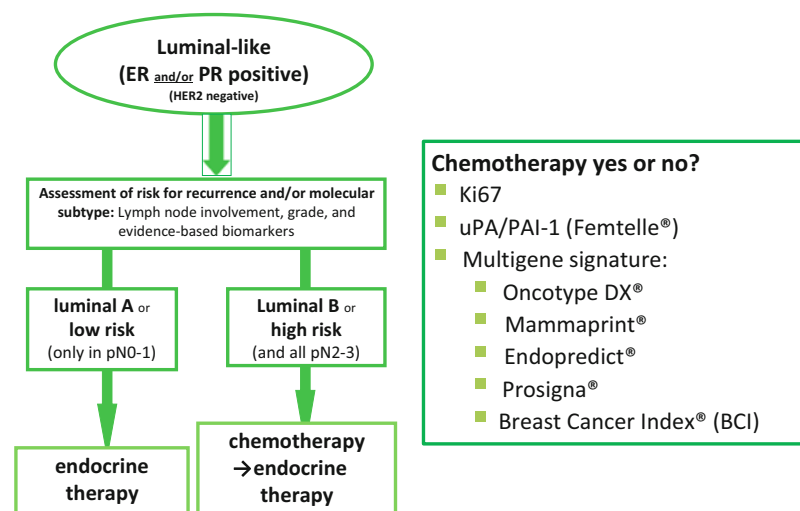 Luminal-like
(ER and/or PR positive)
(HER2 negative)
Assessment of risk for recurrence and/or molecular
subtype: Lymph node involvement, grade, and
evidence-based biomarkers
luminal A or
low risk
(only in pN0-1)
Luminal B or
high risk
(and all pN2-3)
endocrine
therapy
chemotherapy
→endocrine
therapy
Chemotherapy yes or no?
Ki67
uPA/PAI-1 (Femtelle®)
Multigene signature:
Oncotype DX®
Mammaprint®
Endopredict®
Prosigna®
Breast Cancer Index® (BCI)